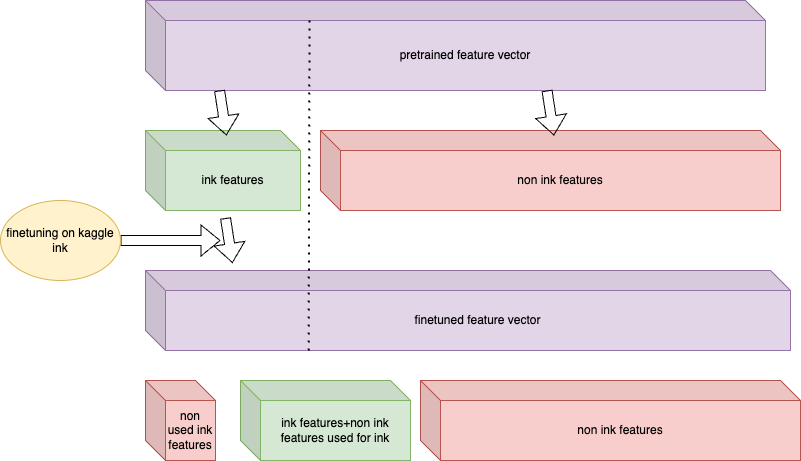 pretrained feature vector
ink features
non ink features
finetuning on kaggle
ink
finetuned feature vector
non
used ink
features
ink features+non ink
features used for ink
non ink features